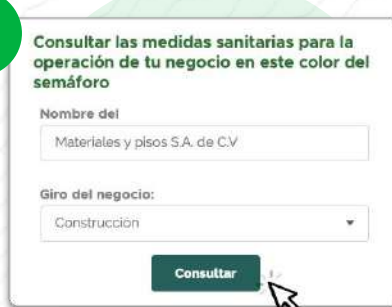 Consultar las medidas sanitarias para la
operación de tu negocio en este color del
semáforo
Nombre del
Materiales y pisos S.A. de C.V
Giro del negocio:
Construcción
Consultar